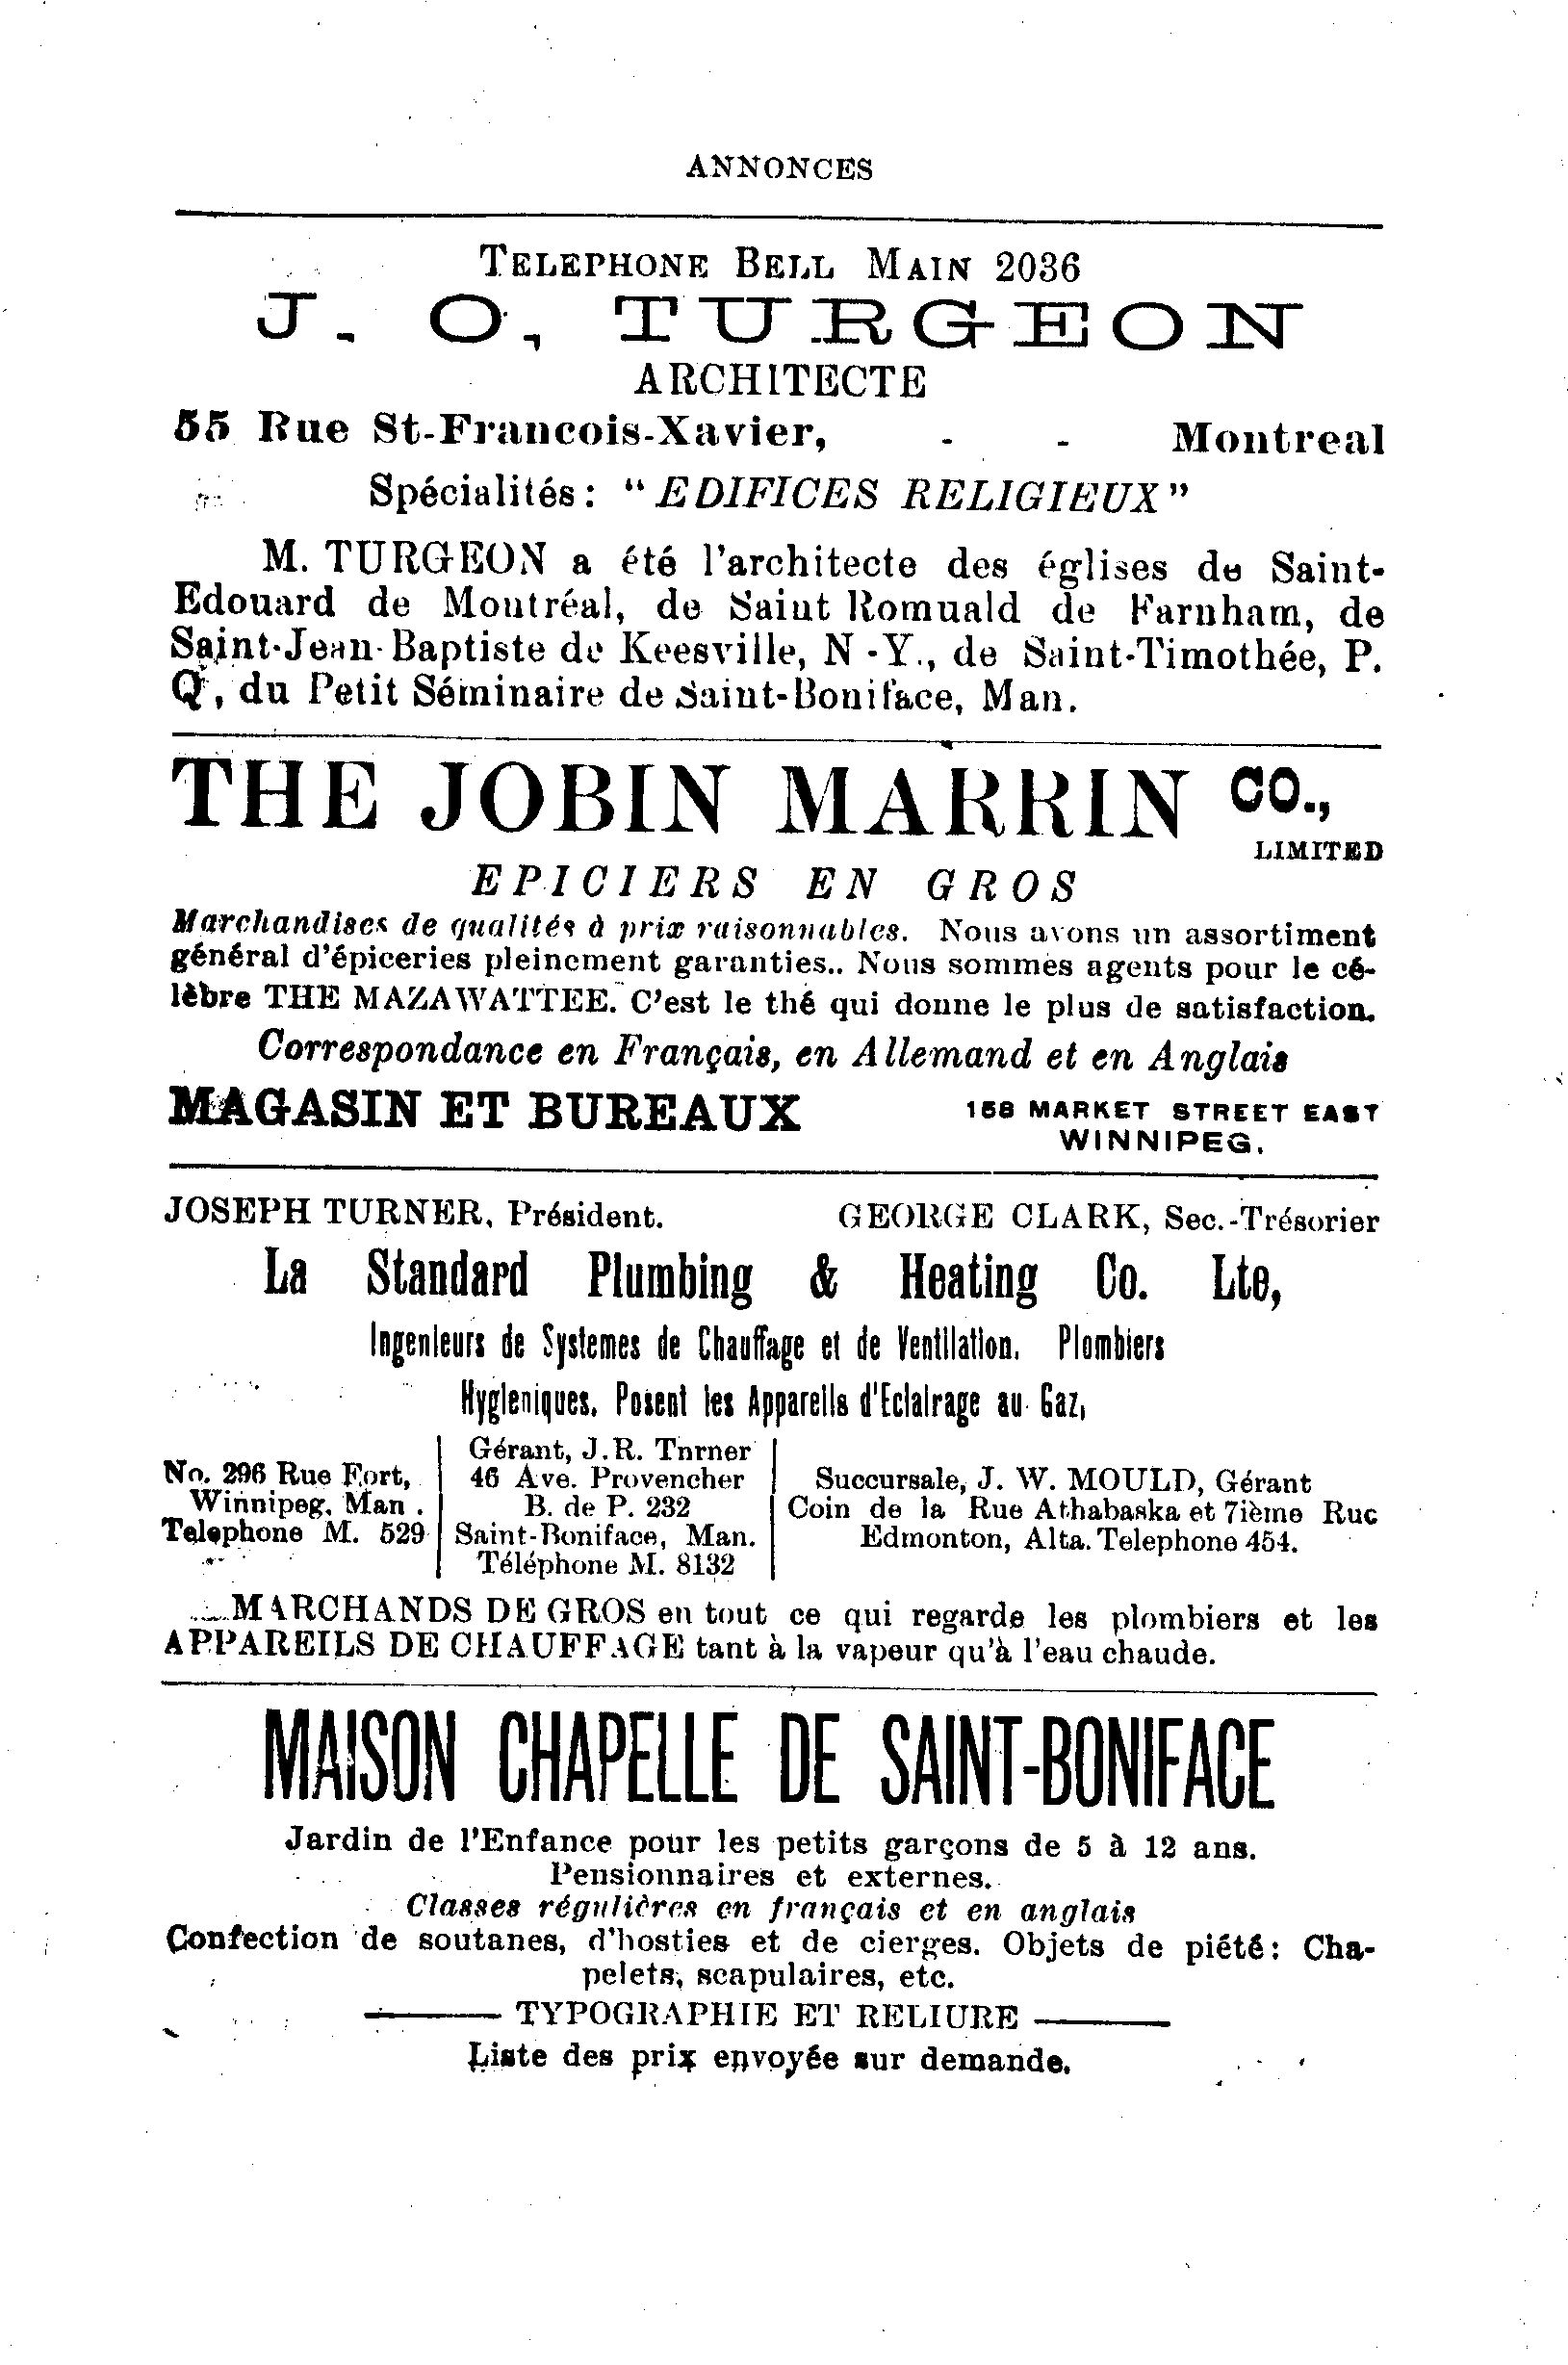 ANNONCES
TELEPHONE BELL MAIN 2036
J. O, TURGEON
ARCHITECTE
55 Rue St-Francois-Xavier, - - Montreal
Spécialités: "EDIFICES RELIGIEUX"
M. TURGEON a été l'architecte des églises de Saint-
Edouard de Montréal, de Saint Romuald de Farnham, de
Saint-Jean-Baptiste de Keesville, N-Y., de Saint-Timothée, P.
Q, du Petit Séminaire de Saint-Boniface, Man.
THE JOBIN MARRIN CO.,
LIMITED
EPICIERS EN GROS
Marchandises de qualités à prix raisonnables. Nous avons un assortiment
général d'épiceries pleinement garanties.. Nous sommes agents pour le cé-
lèbre THE MAZAWATTEE. C'est le thé qui donne le plus de satisfaction.
Correspondance en Français, en Allemand et en Anglais
MAGASIN ET BUREAUX 158 MARKET STREET EAST
WINNIPEG.
JOSEPH TURNER, Président. GEORGE CLARK, Sec.-Trésorier
La Standard Plumbing & Heating Co. Lte,
Ingenieurs de Systemes de Chauffage et de Ventilation. Plombiers
Hygieniques. Posent les Appareils d'Eclairage au Gaz,
No. 296 Rue Fort,
Winnipeg, Man.
Telephone M. 529
Gérant, J.R. Tnrner
46 Ave. Provencher
B. de P. 232
Saint-Boniface, Man.
Téléphone M. 8132
Succursale, J. W. MOULD, Gérant
Coin de la Rue Athabaska et 7ième Rue
Edmonton, Alta. Telephone 454.
MARCHANDS DE GROS en tout ce qui regarde les plombiers et les
APPAREILS DE CHAUFFAGE tant à la vapeur qu'à l'eau chaude.
MAISON CHAPELLE DE SAINT-BONIFACE
Jardin de l'Enfance pour les petits garçons de 5 à 12 ans.
Pensionnaires et externes.
Classes régulières en français et en anglais
Confection de soutanes, d'hosties et de cierges. Objets de piété: Cha-
pelets, scapulaires, etc.
TYPOGRAPHIE ET RELIURE
Liste des prix envoyée sur demande.